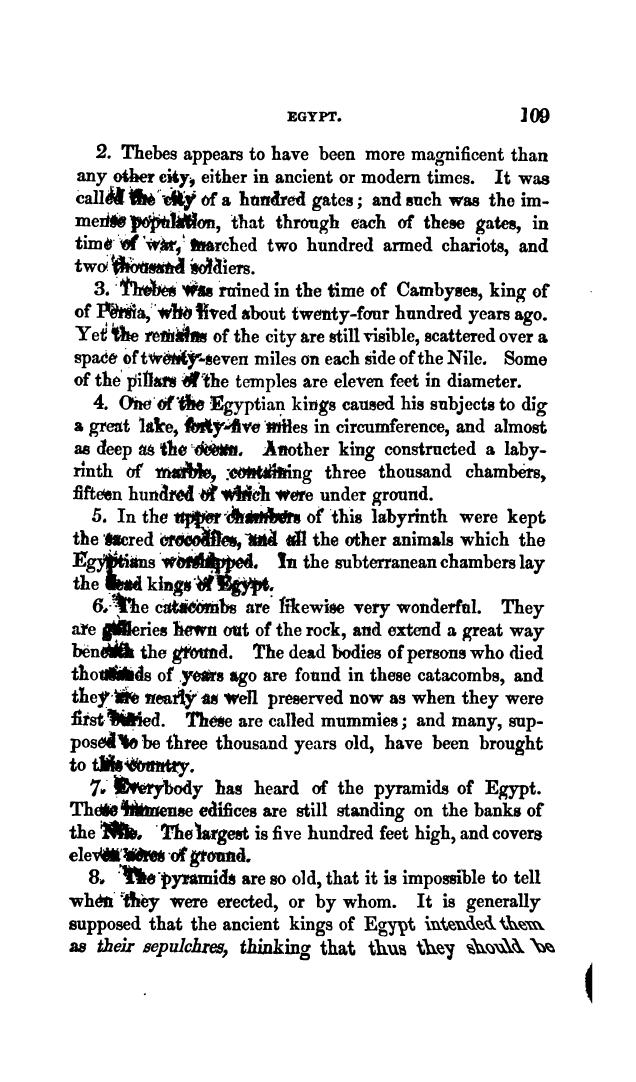 EGYPT. 109
2. Thebes appears to have been more magnificent than
any other city, either in ancient or modern times. It was
called the city of a hundred gates; and such was the im-
mense population, that through each of these gates, in
time of war, marched two hundred armed chariots, and
two thousand soldiers.
3. Thebes was ruined in the time of Cambyses, king of
of Persia, who lived about twenty-four hundred years ago.
Yet the remains of the city are still visible, scattered over a
space of twenty-seven miles on each side of the Nile. Some
of the pillars of the temples are eleven feet in diameter.
4. One of the Egyptian kings caused his subjects to dig
a great lake, forty-five miles in circumference, and almost
as deep as the ocean. Another king constructed a laby-
rinth of marble, containing three thousand chambers,
fifteen hundred of which were under ground.
5. In the upper chambers of this labyrinth were kept
the sacred crocodiles, and all the other animals which the
Egyptians worshipped. In the subterranean chambers lay
the dead kings of Egypt.
6. The catacombs are likewise very wonderful. They
are galleries hewn out of the rock, and extend a great way
beneath the ground. The dead bodies of persons who died
thousands of years ago are found in these catacombs, and
they are nearly as well preserved now as when they were
first buried. These are called mummies; and many, sup-
posed to be three thousand years old, have been brought
to this country.
7. Everybody has heard of the pyramids of Egypt.
These immense edifices are still standing on the banks of
the Nile. The largest is five hundred feet high, and covers
eleven acres of ground.
8. The pyramids are so old, that it is impossible to tell
when they were erected, or by whom. It is generally
supposed that the ancient kings of Egypt intended them
as their sepulchres, thinking that thus they should be